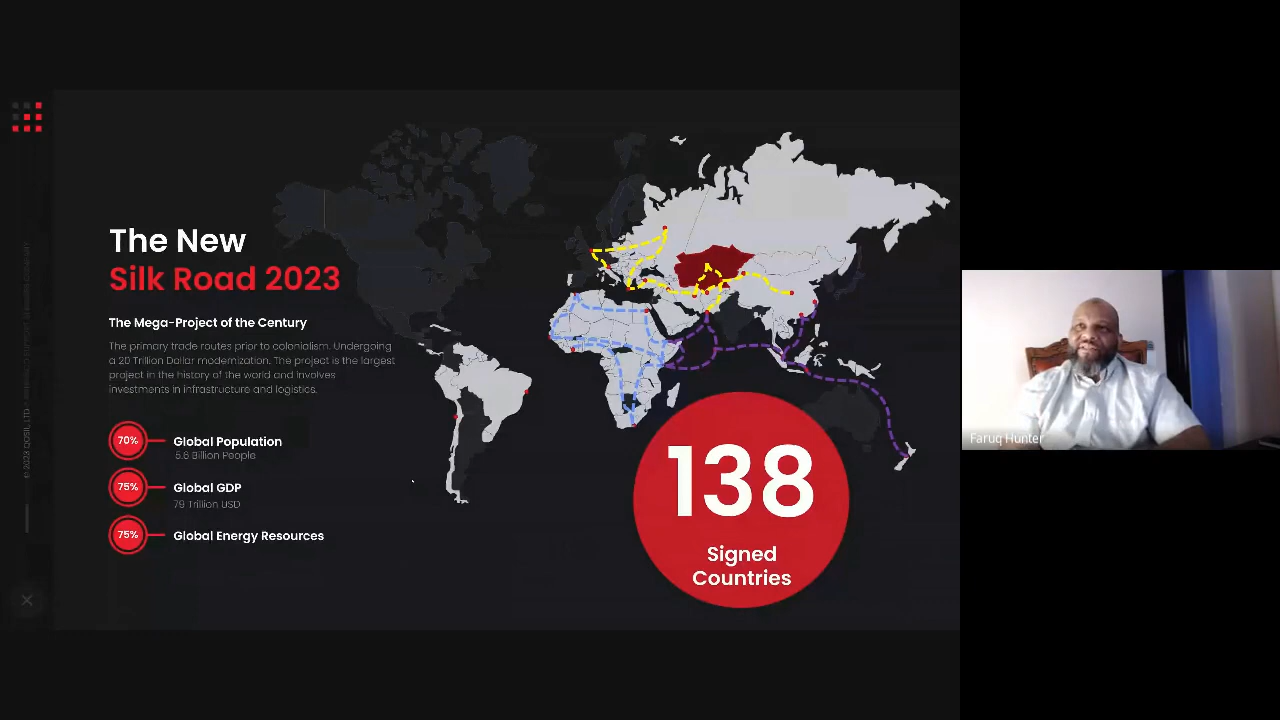 The New
Silk Road 2023
The Mega-Project of the Century
The primary trade routes prior to colonialism. Undergoing
a 20 Trillion Dollar modernization. The project is the largest
project in the history of the world and involves
investments in infrastructure and logistics.
70%
Global Population
5.6 Billion People
75%
Global GDP
79 Trillion USD
75%
Global Energy Resources
138
Signed
Countries
Faruq Hunter